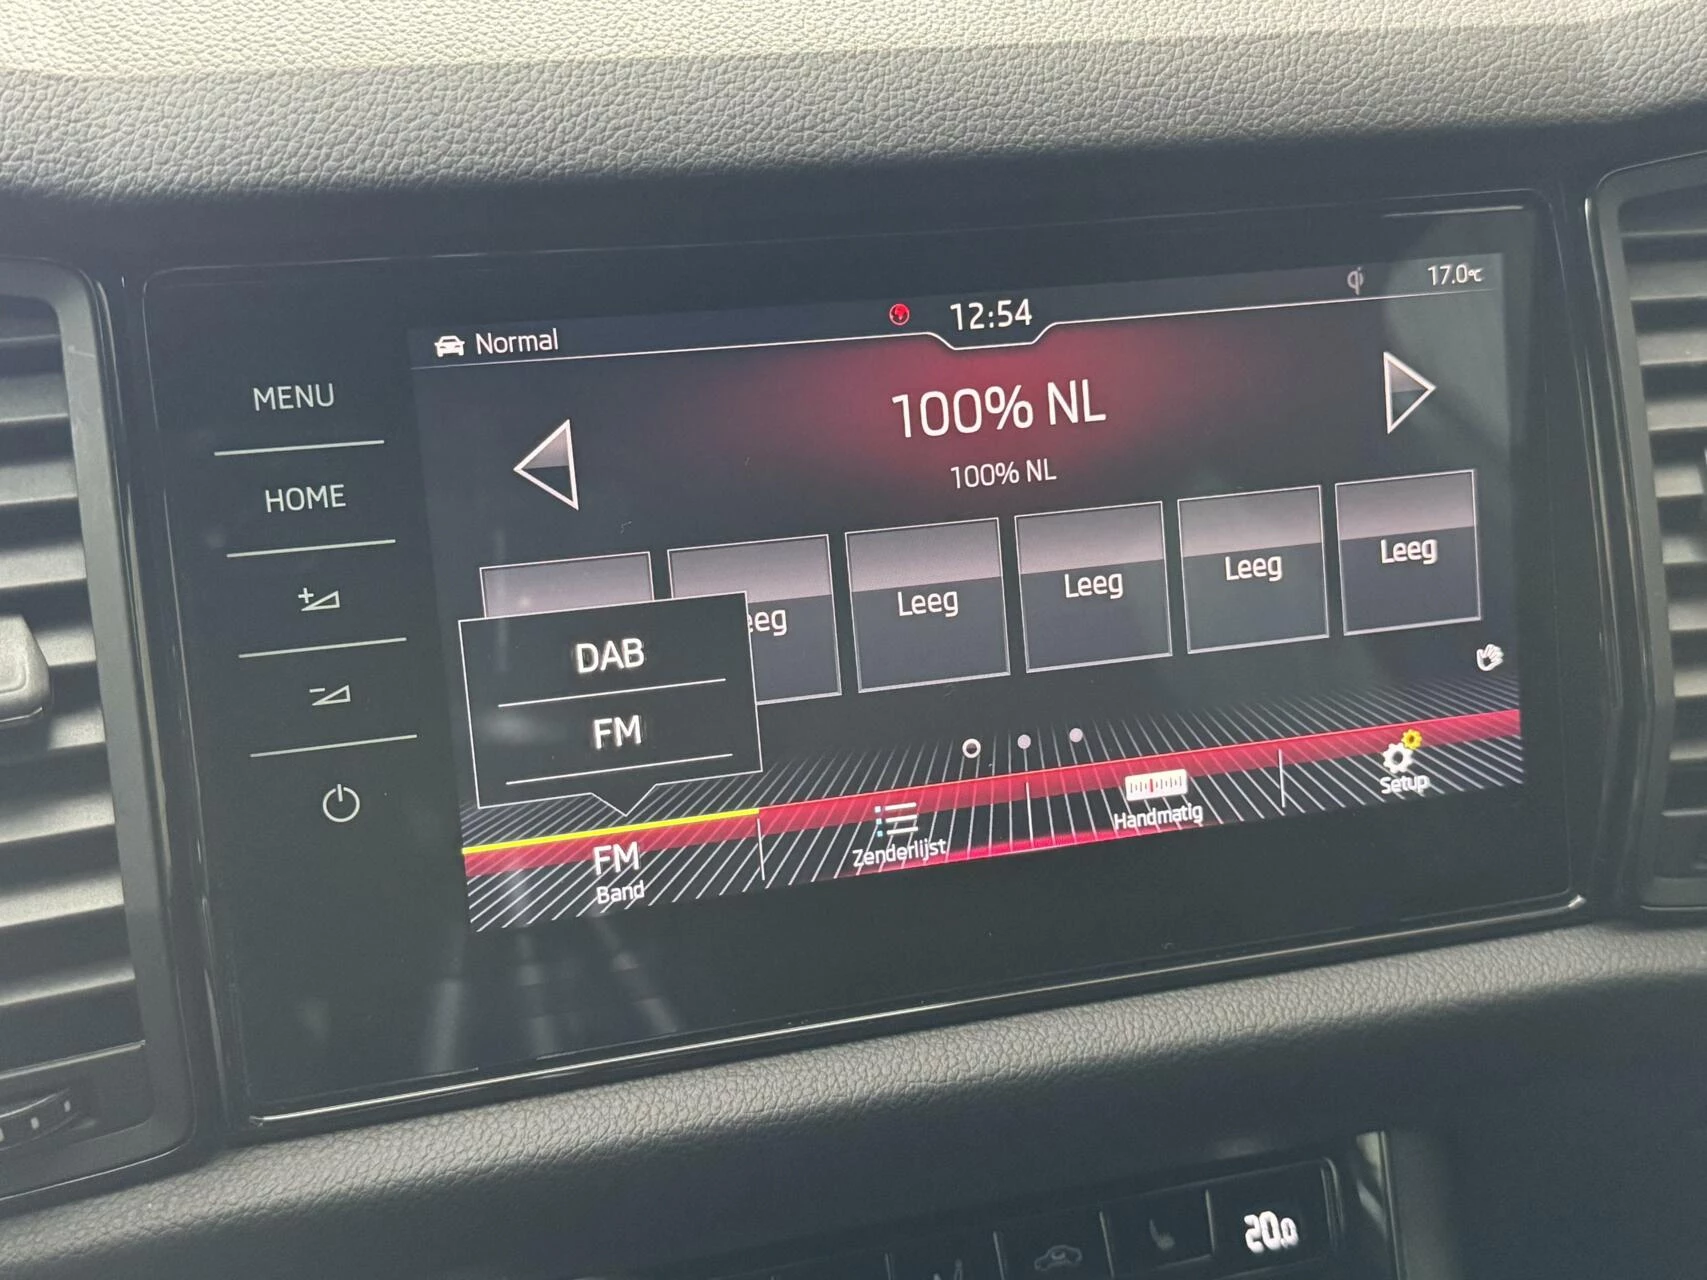 Normal
12:54
17.0°C
MENU
HOME
100% NL
100% NL
eeg
Leeg
Leeg
Leeg
Leeg
DAB
FM
FM
Band
Zenderlijst
Handmatig
Setup
20.0